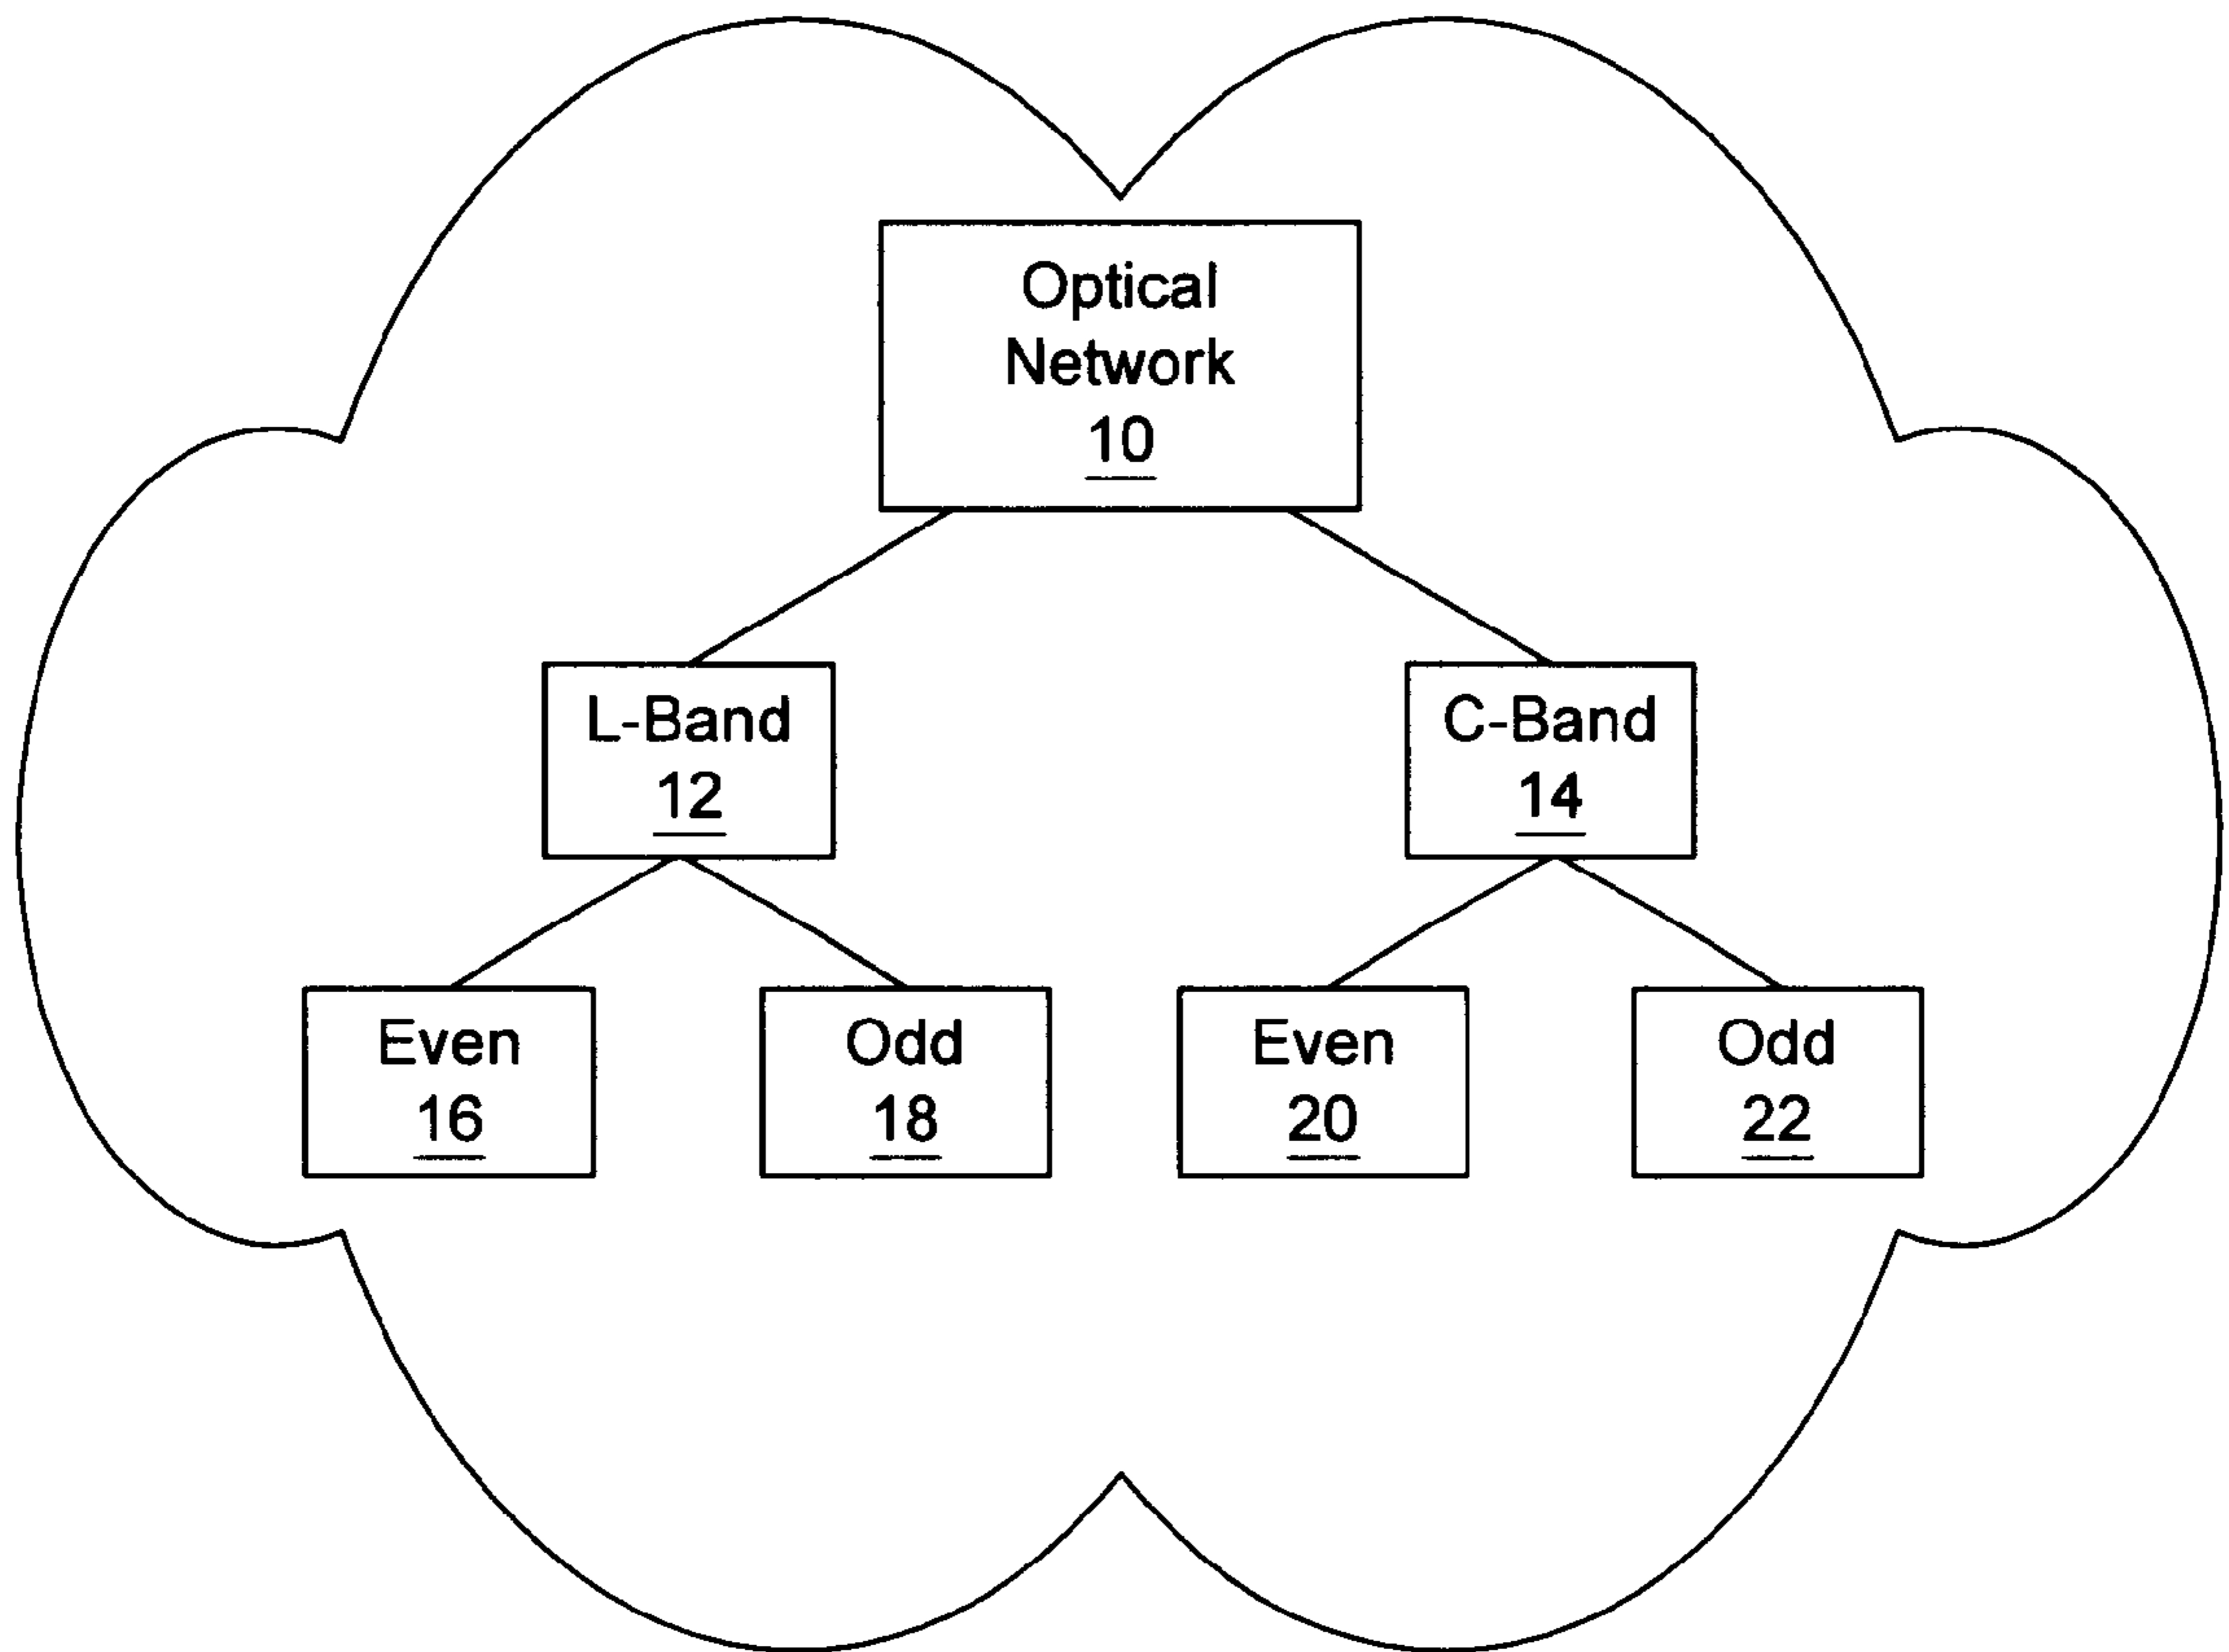 Optical
Network
10
L-Band
12
C-Band
14
Even
16
Odd
18
Even
20
Odd
22